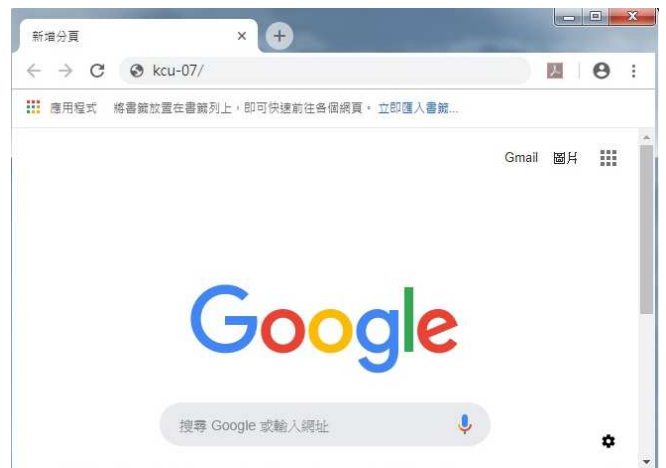 新增分頁
kcu-07/
應用程式 將書籤放置在書籤列上，即可快速前往各個網頁。 立即匯入書籤...
Gmail 圖片
Google
搜尋 Google 或輸入網址